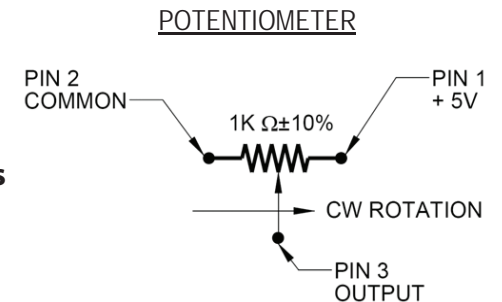 POTENTIOMETER
PIN 2
COMMON
PIN 1
+ 5V
1K Ω±10%
s
CW ROTATION
PIN 3
OUTPUT